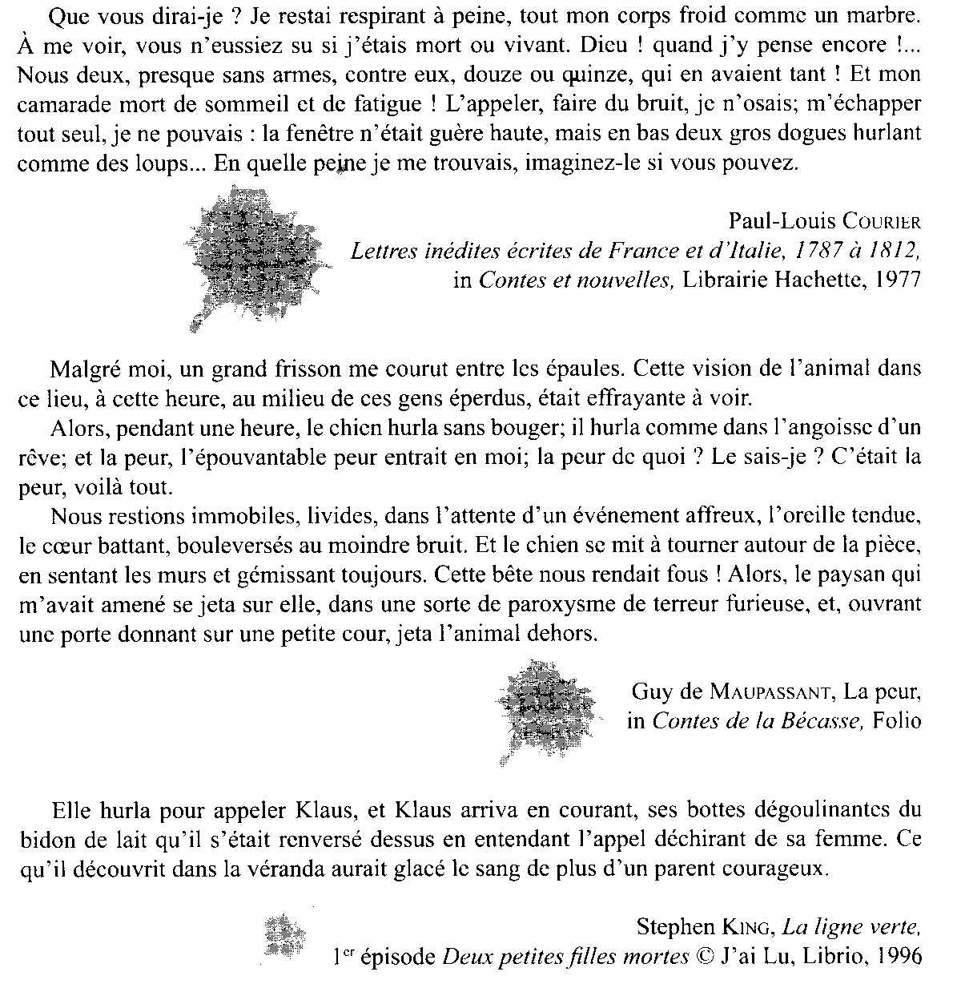 Que vous dirai-je ? Je restai respirant à peine, tout mon corps froid comme un marbre.
À me voir, vous n'eussiez su si j'étais mort ou vivant. Dieu ! quand j'y pense encore !...
Nous deux, presque sans armes, contre eux, douze ou quinze, qui en avaient tant ! Et mon
camarade mort de sommeil et de fatigue ! L'appeler, faire du bruit, je n'osais; m'échapper
tout seul, je ne pouvais : la fenêtre n'était guère haute, mais en bas deux gros dogues hurlant
comme des loups... En quelle peine je me trouvais, imaginez-le si vous pouvez.
Paul-Louis COURIER
Lettres inédites écrites de France et d'Italie, 1787 à 1812,
in Contes et nouvelles, Librairie Hachette, 1977
Malgré moi, un grand frisson me courut entre les épaules. Cette vision de l'animal dans
ce lieu, à cette heure, au milieu de ces gens éperdus, était effrayante à voir.
Alors, pendant une heure, le chien hurla sans bouger; il hurla comme dans l'angoisse d'un
rêve; et la peur, l'épouvantable peur entrait en moi; la peur de quoi ? Le sais-je ? C'était la
peur, voilà tout.
Nous restions immobiles, livides, dans l'attente d'un événement affreux, l'oreille tendue,
le cœur battant, bouleversés au moindre bruit. Et le chien se mit à tourner autour de la pièce,
en sentant les murs et gémissant toujours. Cette bête nous rendait fous ! Alors, le paysan qui
m'avait amené se jeta sur elle, dans une sorte de paroxysme de terreur furieuse, et, ouvrant
une porte donnant sur une petite cour, jeta l'animal dehors.
Guy de MAUPASSANT, La peur,
in Contes de la Bécasse, Folio
Elle hurla pour appeler Klaus, et Klaus arriva en courant, ses bottes dégoulinantes du
bidon de lait qu'il s'était renversé dessus en entendant l'appel déchirant de sa femme. Ce
qu'il découvrit dans la véranda aurait glacé le sang de plus d'un parent courageux.
Stephen KING, La ligne verte,
1er épisode Deux petites filles mortes © J'ai Lu, Librio, 1996